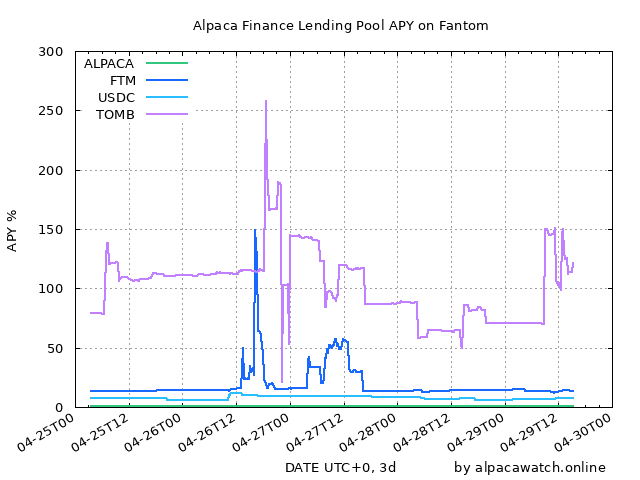 Alpaca Finance Lending Pool APY on Fantom
300
250
200
150
100
50
0
APY %
ALPACA
FTM
USDC
TOMB
04-25T00
04-25T12
04-26T00
04-26T12
04-27T00
04-27T12
04-28T00
04-28T12
04-29T00
04-29T12
04-30T00
DATE UTC+0, 3d
by alpacawatch.online